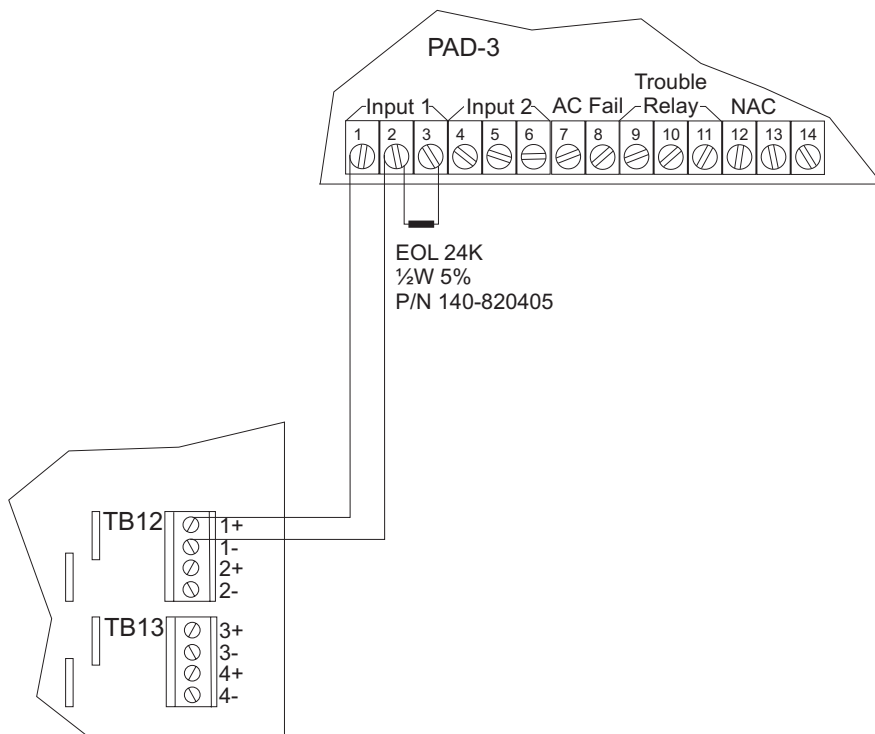 PAD-3
Trouble
Input 1 Input 2 AC Fail Relay NAC
1 2 3 4 5 6 7 8 9 10 11 12 13 14
EOL 24K
½W 5%
P/N 140-820405
TB12
1+
1-
2+
2-
TB13
3+
3-
4+
4-